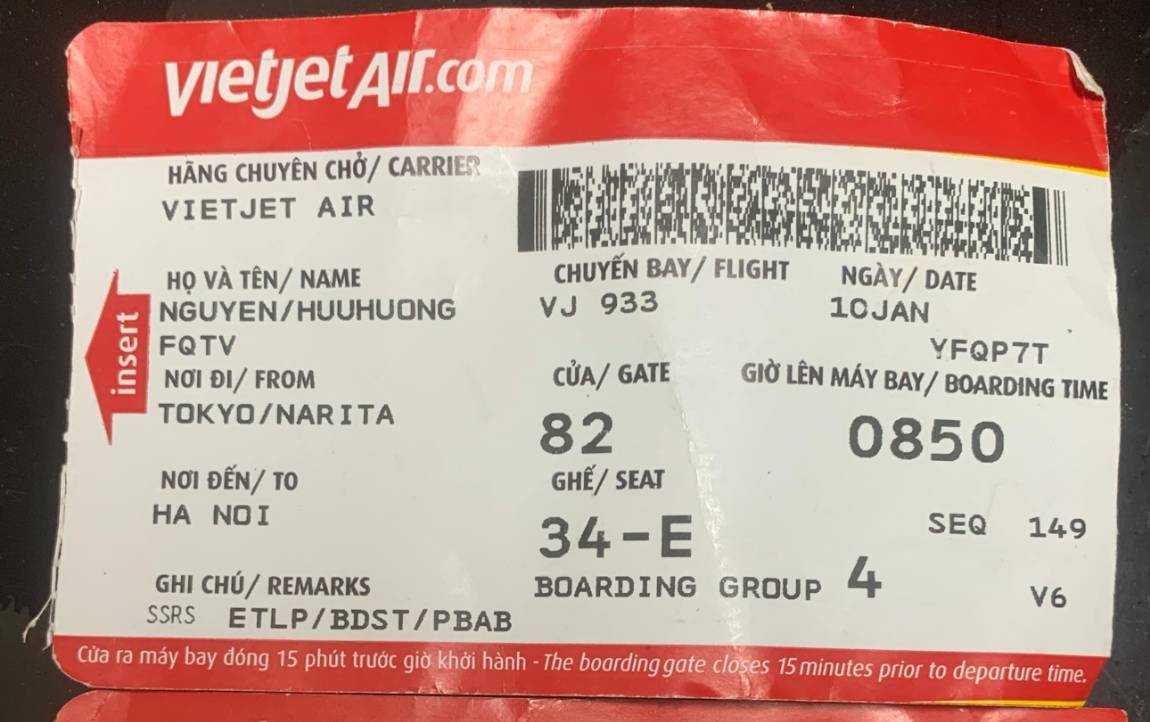 vietjetAir.com
HÃNG CHUYÊN CHỞ/ CARRIER
VIETJET AIR
HỌ VÀ TÊN/ NAME
NGUYEN/HUUHUONG
FQTV
CHUYẾN BAY/ FLIGHT
VJ 933
NGÀY/ DATE
10JAN
YFQP7T
insert
NƠI ĐI/ FROM
TOKYO/NARITA
CỬA/ GATE
82
GIỜ LÊN MÁY BAY/ BOARDING TIME
0850
NƠI ĐẾN/ TO
HA NOI
GHẾ/ SEAT
34-E
SEQ 149
GHI CHÚ/ REMARKS
SSRS ETLP/BDST/PBAB
BOARDING GROUP 4
V6
Cửa ra máy bay đóng 15 phút trước giờ khởi hành - The boarding gate closes 15 minutes prior to departure time.